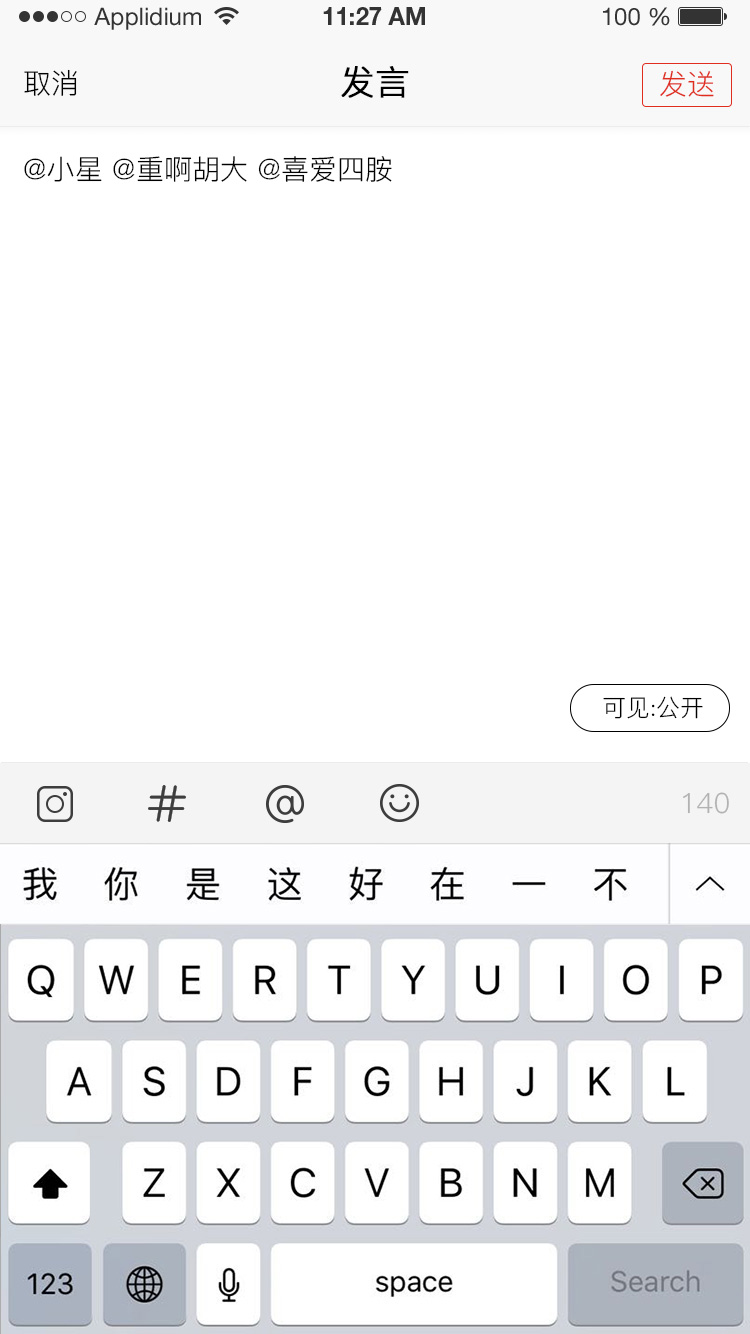 Applidium 11:27 AM 100 %
取消 发言 发送
@小星 @重啊胡大 @喜爱四胺
可见:公开
# @ 140
我 你 是 这 好 在 一 不
Q W E R T Y U I O P
A S D F G H J K L
Z X C V B N M
123 space Search